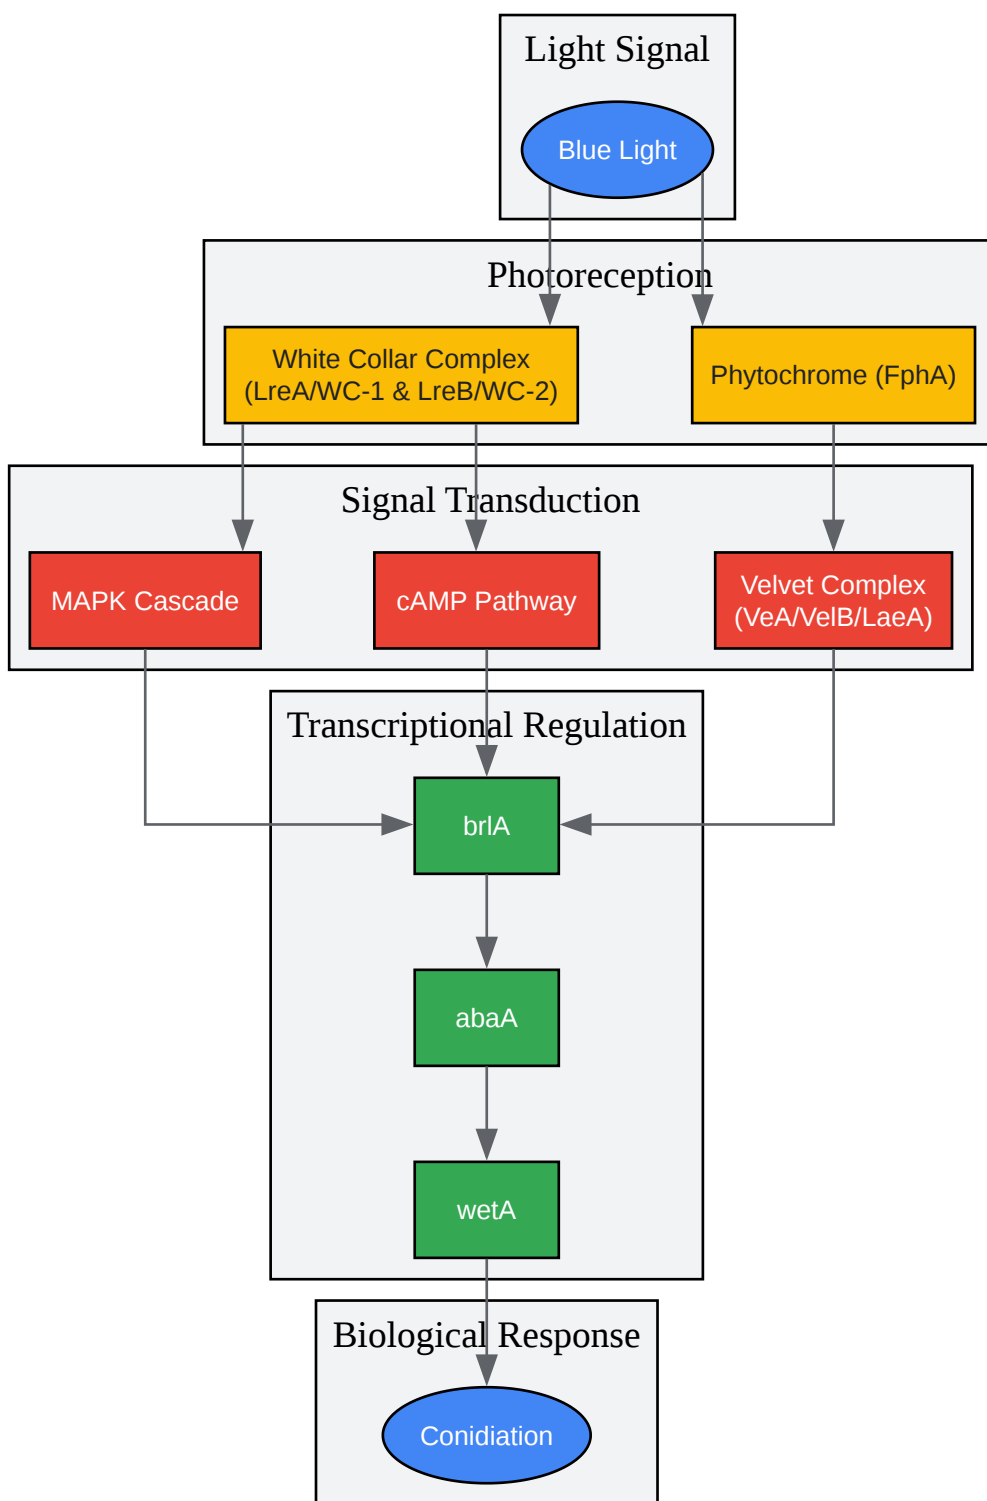 Light Signal
Blue Light
Photoreception
White Collar Complex
(LreA/WC-1 & LreB/WC-2)
Phytochrome (FphA)
Signal Transduction
MAPK Cascade
cAMP Pathway
Velvet Complex
(VeA/VelB/LaeA)
Transcriptional Regulation
brlA
abaA
wetA
Biological Response
Conidiation